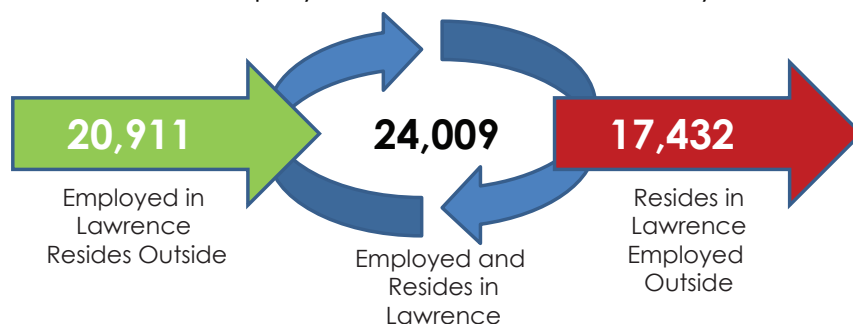 20,911
24,009
17,432
Employed in
Lawrence
Resides Outside
Employed and
Resides in
Lawrence
Resides in
Lawrence
Employed
Outside